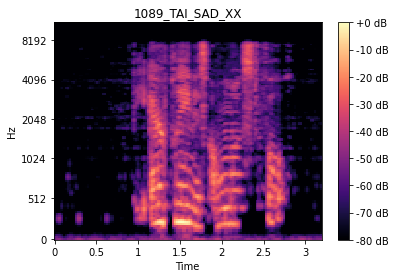 1089_TAI_SAD_XX
+0 dB
8192
-10 dB
4096
-20 dB
-30 dB
2048
Hz
-40 dB
1024
-50 dB
512
-60 dB
-70 dB
0
-80 dB
0 0.5 1 1.5 2 2.5 3
Time